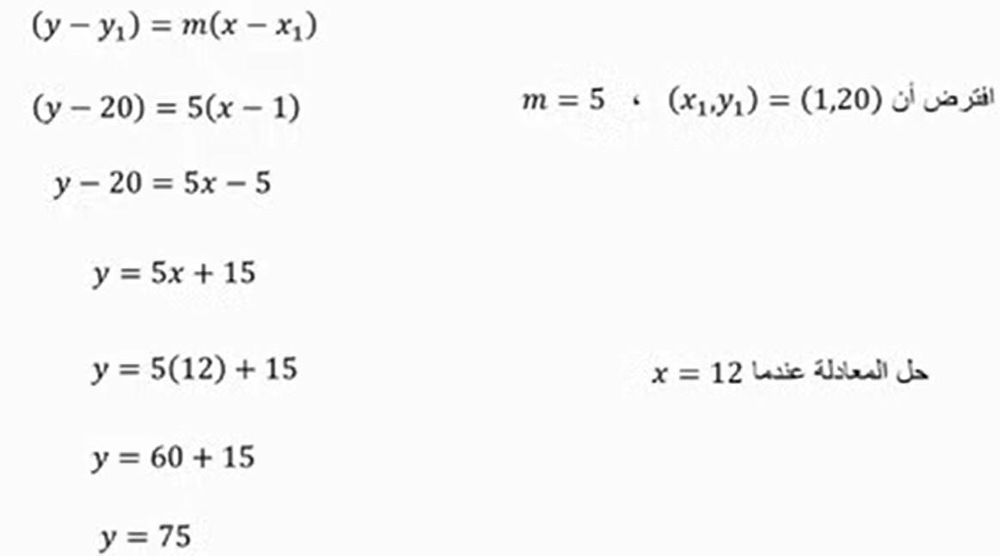 (y − y₁) = m(x − x₁)
(y − 20) = 5(x − 1)
افترض أن (x₁,y₁) = (1,20) ، m = 5
y − 20 = 5x − 5
y = 5x + 15
y = 5(12) + 15
حل المعادلة عندما x = 12
y = 60 + 15
y = 75